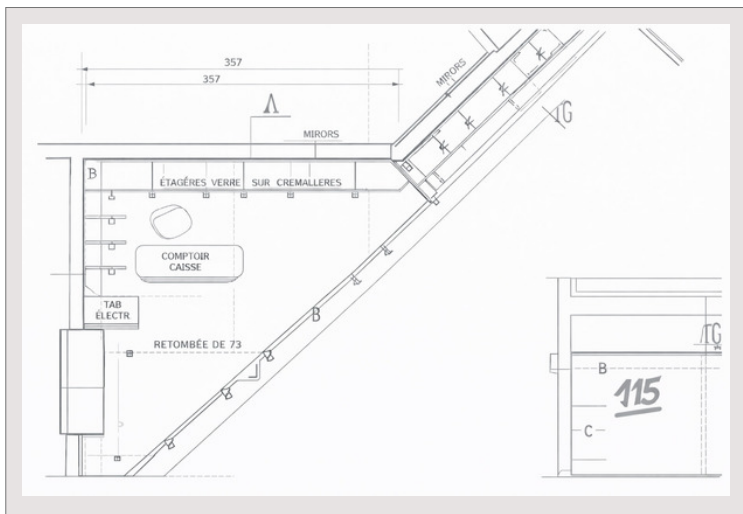 357
357
Λ
MIRORS
MIRORS
TG
B
ÉTAGÈRES VERRE SUR CREMALLERES
COMPTOIR
CAISSE
TAB
ÉLECTR.
B
RETOMBÉE DE 73
TG
B
115
C